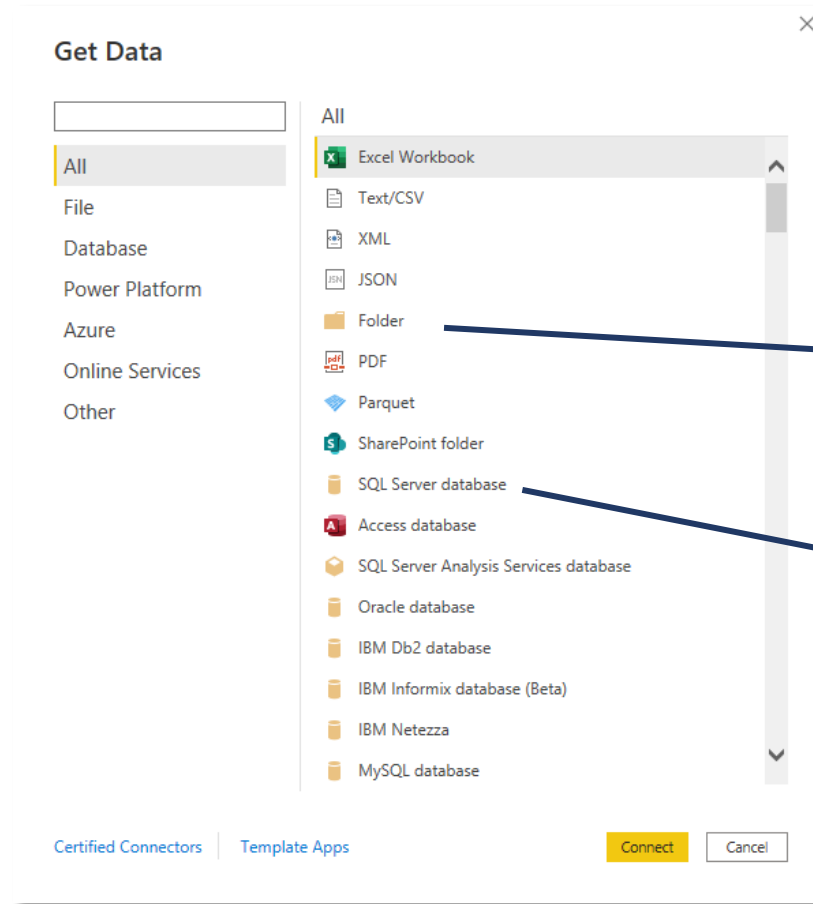 Get Data
All
File
Database
Power Platform
Azure
Online Services
Other
All
Excel Workbook
Text/CSV
XML
JSN JSON
Folder
pdf PDF
Parquet
S SharePoint folder
SQL Server database
A Access database
SQL Server Analysis Services database
Oracle database
IBM Db2 database
IBM Informix database (Beta)
IBM Netezza
MySQL database
Certified Connectors Template Apps Connect Cancel